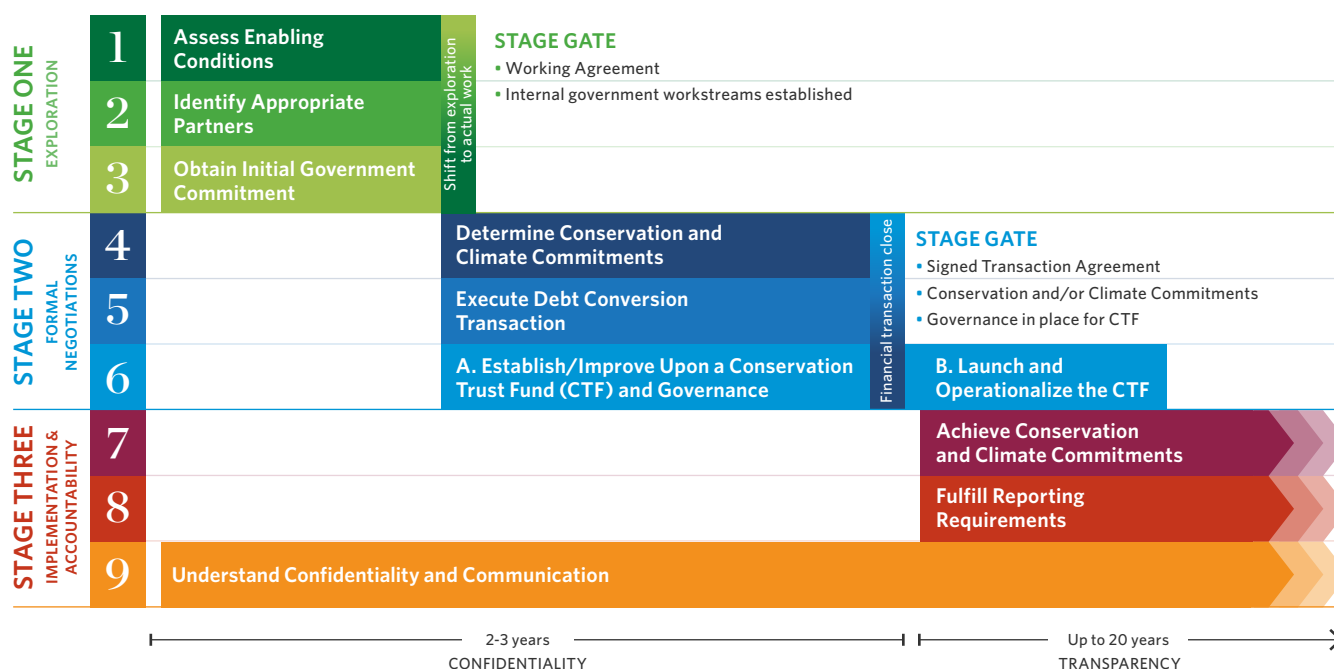 STAGE ONE
EXPLORATION
1
Assess Enabling
Conditions
2
Identify Appropriate
Partners
3
Obtain Initial Government
Commitment
Shift from exploration
to actual work
STAGE GATE
▪ Working Agreement
▪ Internal government workstreams established
STAGE TWO
FORMAL
NEGOTIATIONS
4
Determine Conservation and
Climate Commitments
5
Execute Debt Conversion
Transaction
6
A. Establish/Improve Upon a Conservation
Trust Fund (CTF) and Governance
Financial transaction close
STAGE GATE
▪ Signed Transaction Agreement
▪ Conservation and/or Climate Commitments
▪ Governance in place for CTF
B. Launch and
Operationalize the CTF
STAGE THREE
IMPLEMENTATION &
ACCOUNTABILITY
7
Achieve Conservation
and Climate Commitments
8
Fulfill Reporting
Requirements
9
Understand Confidentiality and Communication
2-3 years
CONFIDENTIALITY
Up to 20 years
TRANSPARENCY